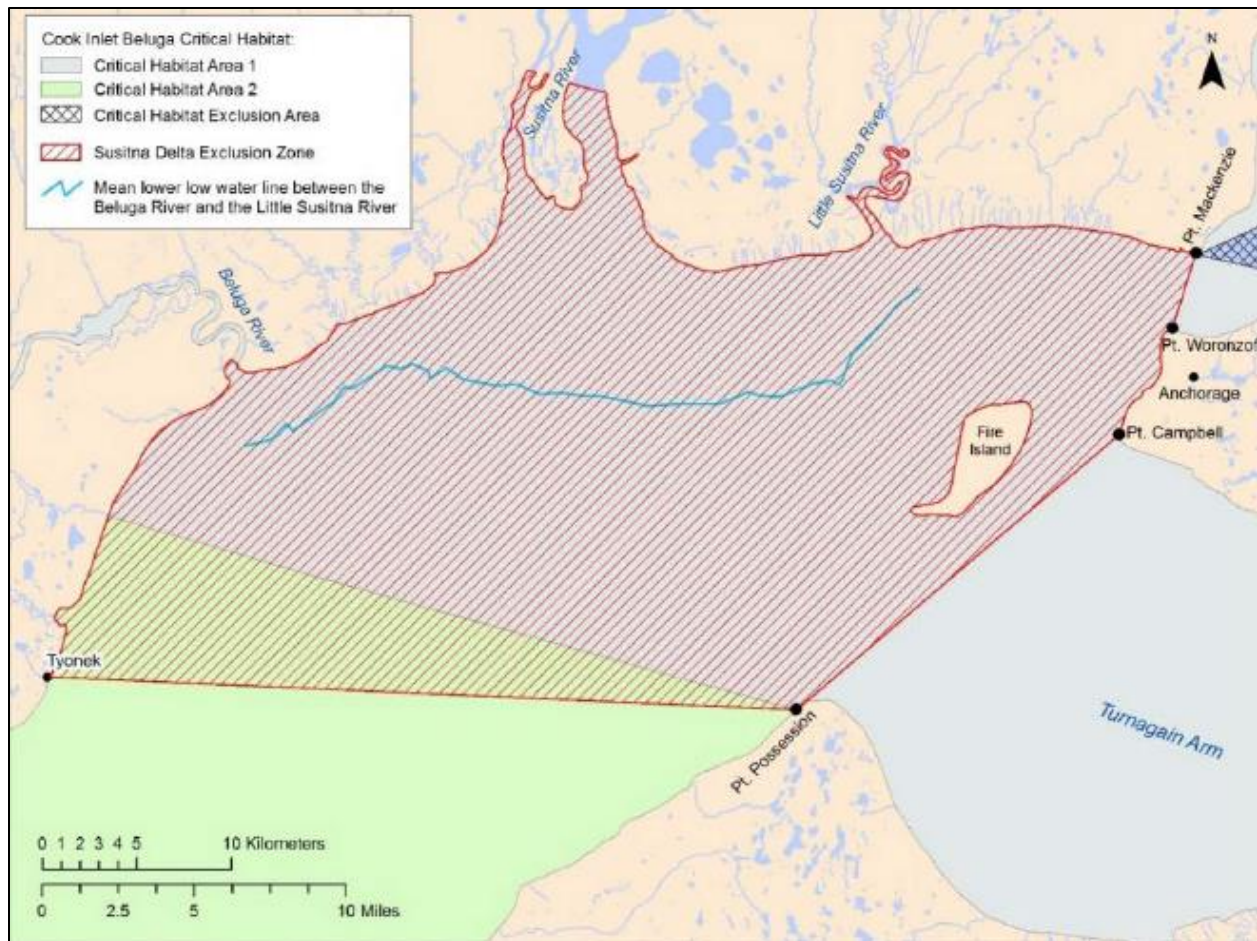 Cook Inlet Beluga Critical Habitat:
Critical Habitat Area 1
Critical Habitat Area 2
Critical Habitat Exclusion Area
Susitna Delta Exclusion Zone
Mean lower low water line between the
Beluga River and the Little Susitna River
N
Susitna River
Little Susitna River
Pt. Mackenzie
Beluga River
Pt. Woronzof
Anchorage
Pt. Campbell
Fire
Island
Tyonek
Pt. Possession
Turnagain Arm
0 1 2 3 4 5 10 Kilometers
0 2.5 5 10 Miles